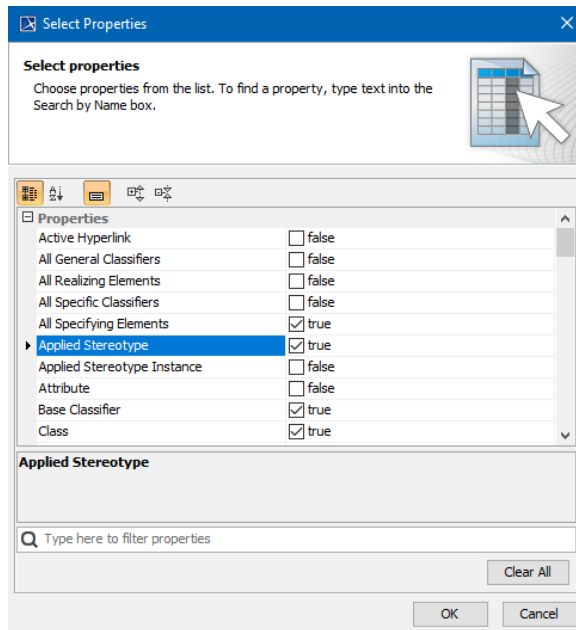 Select Properties
Select properties
Choose properties from the list. To find a property, type text into the
Search by Name box.
Properties
Active Hyperlink false
All General Classifiers false
All Realizing Elements false
All Specific Classifiers false
All Specifying Elements true
Applied Stereotype true
Applied Stereotype Instance false
Attribute false
Base Classifier true
Class true
Applied Stereotype
Type here to filter properties
Clear All
OK Cancel